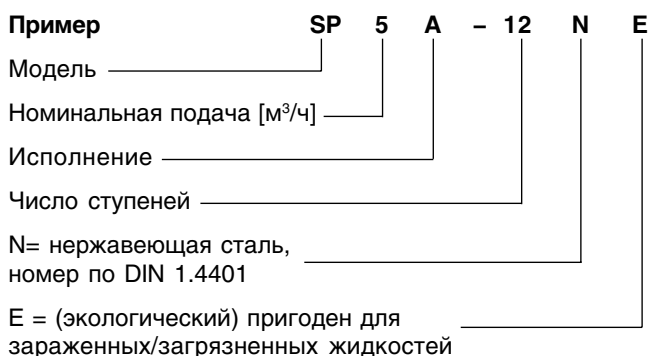 Пример SP 5 A – 12 N E
Модель
Номинальная подача [м³/ч]
Исполнение
Число ступеней
N= нержавеющая сталь,
номер по DIN 1.4401
E = (экологический) пригоден для
зараженных/загрязненных жидкостей